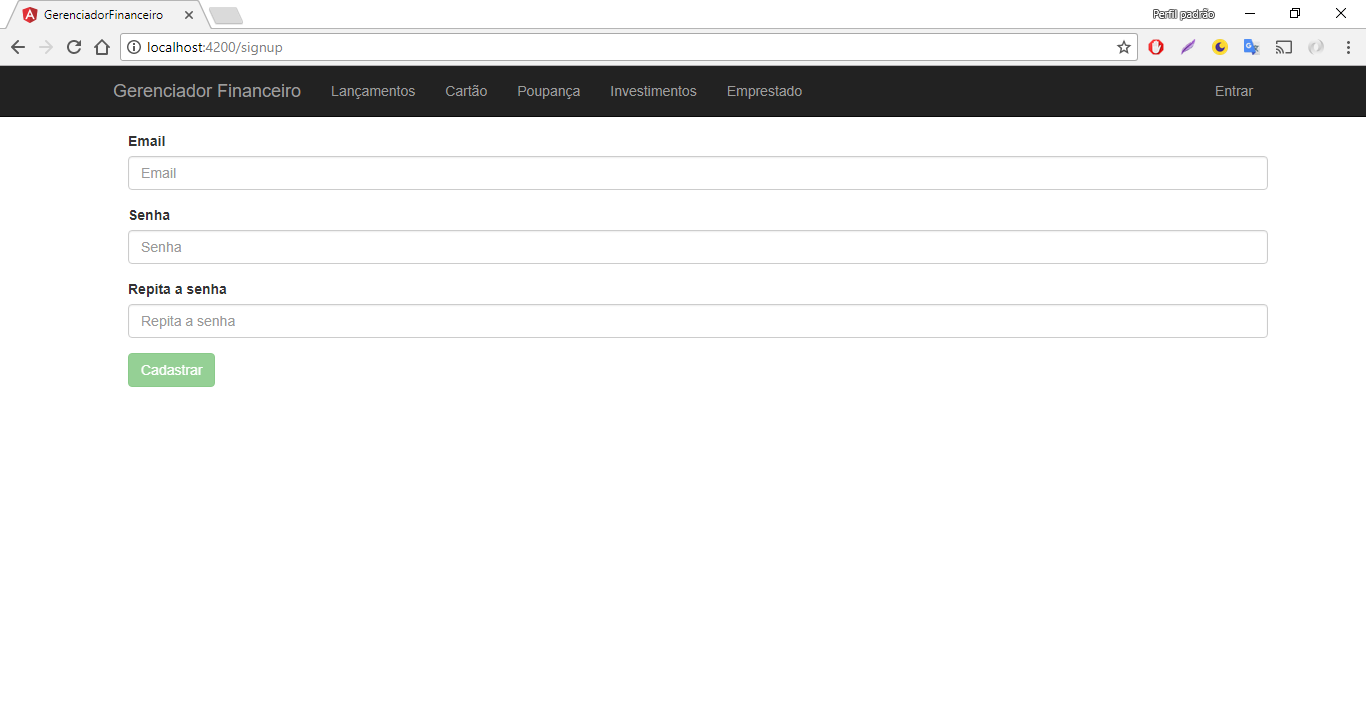 GerenciadorFinanceiro
Perfil padrão
localhost:4200/signup
Gerenciador Financeiro Lançamentos Cartão Poupança Investimentos Emprestado Entrar
Email
Email
Senha
Senha
Repita a senha
Repita a senha
Cadastrar